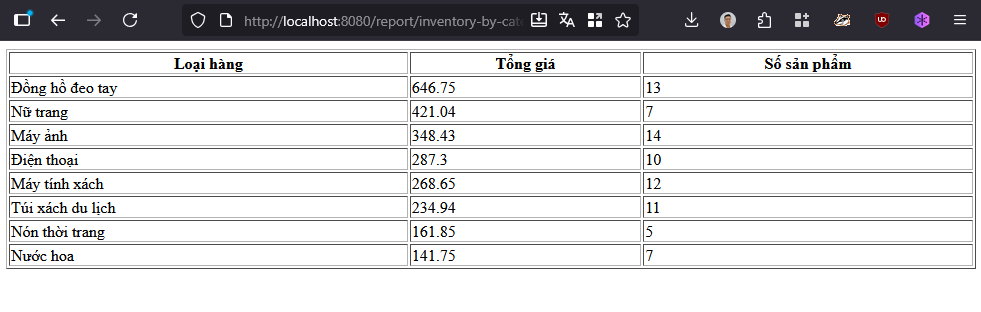 http://localhost:8080/report/inventory-by-cate
Loại hàng Tổng giá Số sản phẩm
Đồng hồ đeo tay 646.75 13
Nữ trang 421.04 7
Máy ảnh 348.43 14
Điện thoại 287.3 10
Máy tính xách 268.65 12
Túi xách du lịch 234.94 11
Nón thời trang 161.85 5
Nước hoa 141.75 7